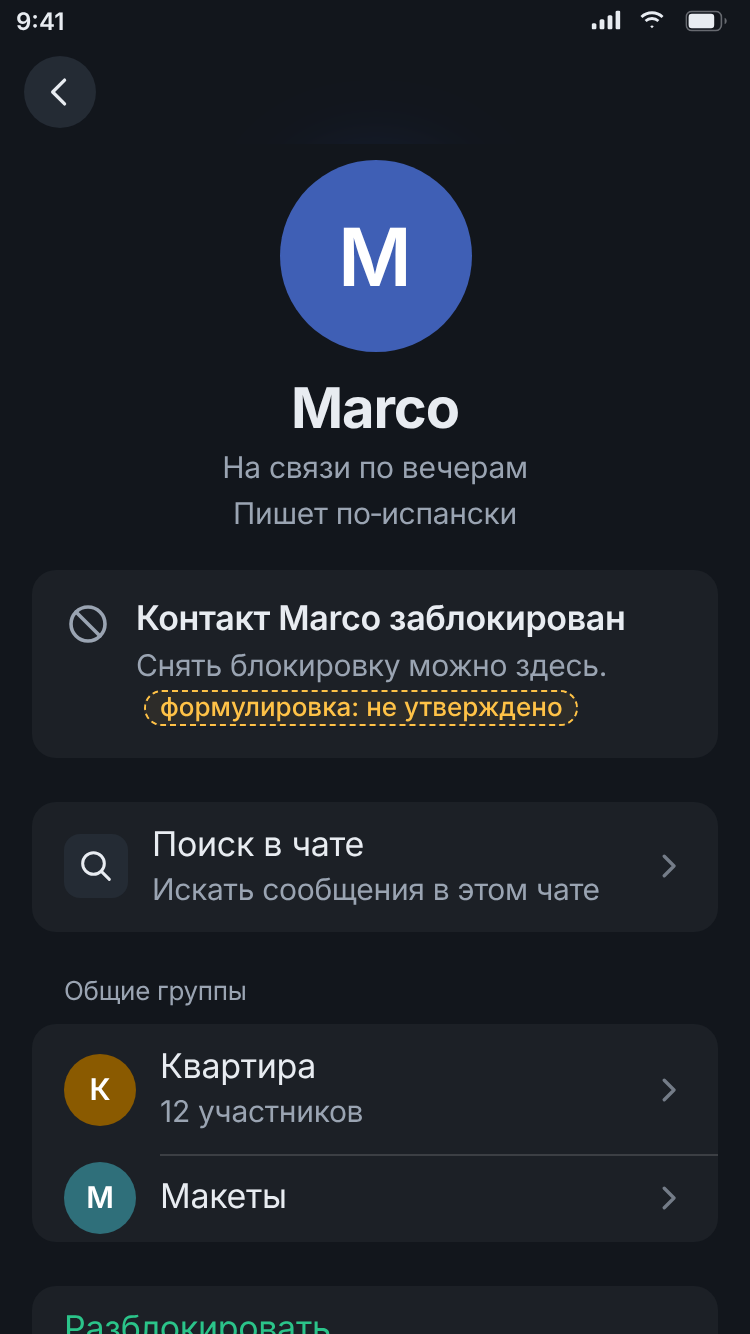 9:41
M
Marco
На связи по вечерам
Пишет по-испански
Контакт Marco заблокирован
Снять блокировку можно здесь.
формулировка: не утверждено
Поиск в чате
Искать сообщения в этом чате
Общие группы
К
Квартира
12 участников
М
Макеты
Разблокировать